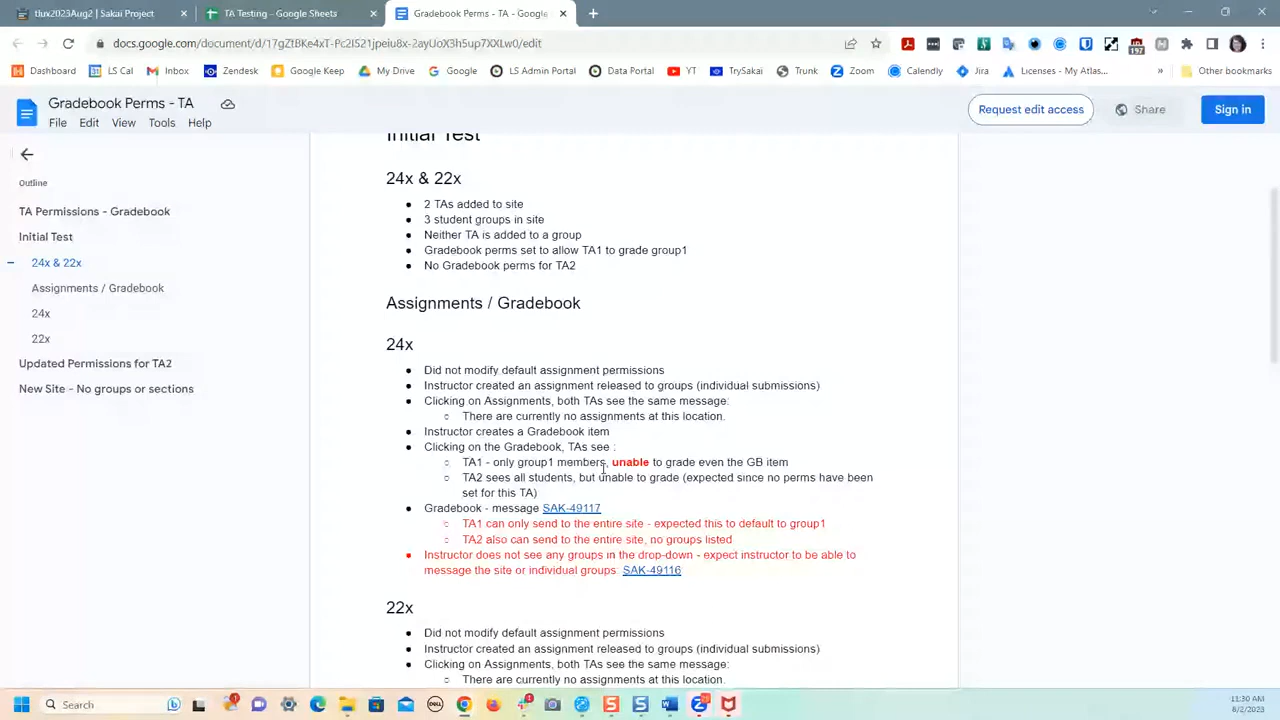 tlux2023Aug2 | Sakai Project
TA Testing - Google Sheets
Gradebook Perms - TA - Google
docs.google.com/document/d/17gZtBKe4xT-Pc2I521jpeiu8x-2ayUoX3h5up7XXLw0/edit
197
Dashboard
LS Cal
Inbox
Zendesk
Google Keep
My Drive
Google
LS Admin Portal
Data Portal
YT
TrySakai
Trunk
Zoom
Calendly
Jira
Licenses - My Atlas...
»
Other bookmarks
Gradebook Perms - TA
File Edit View Tools Help
Request edit access
Share
Sign in
Outline
TA Permissions - Gradebook
Initial Test
24x & 22x
Assignments / Gradebook
24x
22x
Updated Permissions for TA2
New Site - No groups or sections
Initial Test
24x & 22x
● 2 TAs added to site
● 3 student groups in site
● Neither TA is added to a group
● Gradebook perms set to allow TA1 to grade group1
● No Gradebook perms for TA2
Assignments / Gradebook
24x
● Did not modify default assignment permissions
● Instructor created an assignment released to groups (individual submissions)
● Clicking on Assignments, both TAs see the same message:
○ There are currently no assignments at this location.
● Instructor creates a Gradebook item
● Clicking on the Gradebook, TAs see :
○ TA1 - only group1 members, unable to grade even the GB item
○ TA2 sees all students, but unable to grade (expected since no perms have been
set for this TA)
● Gradebook - message SAK-49117
○ TA1 can only send to the entire site - expected this to default to group1
○ TA2 also can send to the entire site, no groups listed
● Instructor does not see any groups in the drop-down - expect instructor to be able to
message the site or individual groups: SAK-49116
22x
● Did not modify default assignment permissions
● Instructor created an assignment released to groups (individual submissions)
● Clicking on Assignments, both TAs see the same message:
○ There are currently no assignments at this location.
Search
DELL
11:30 AM
8/2/2023